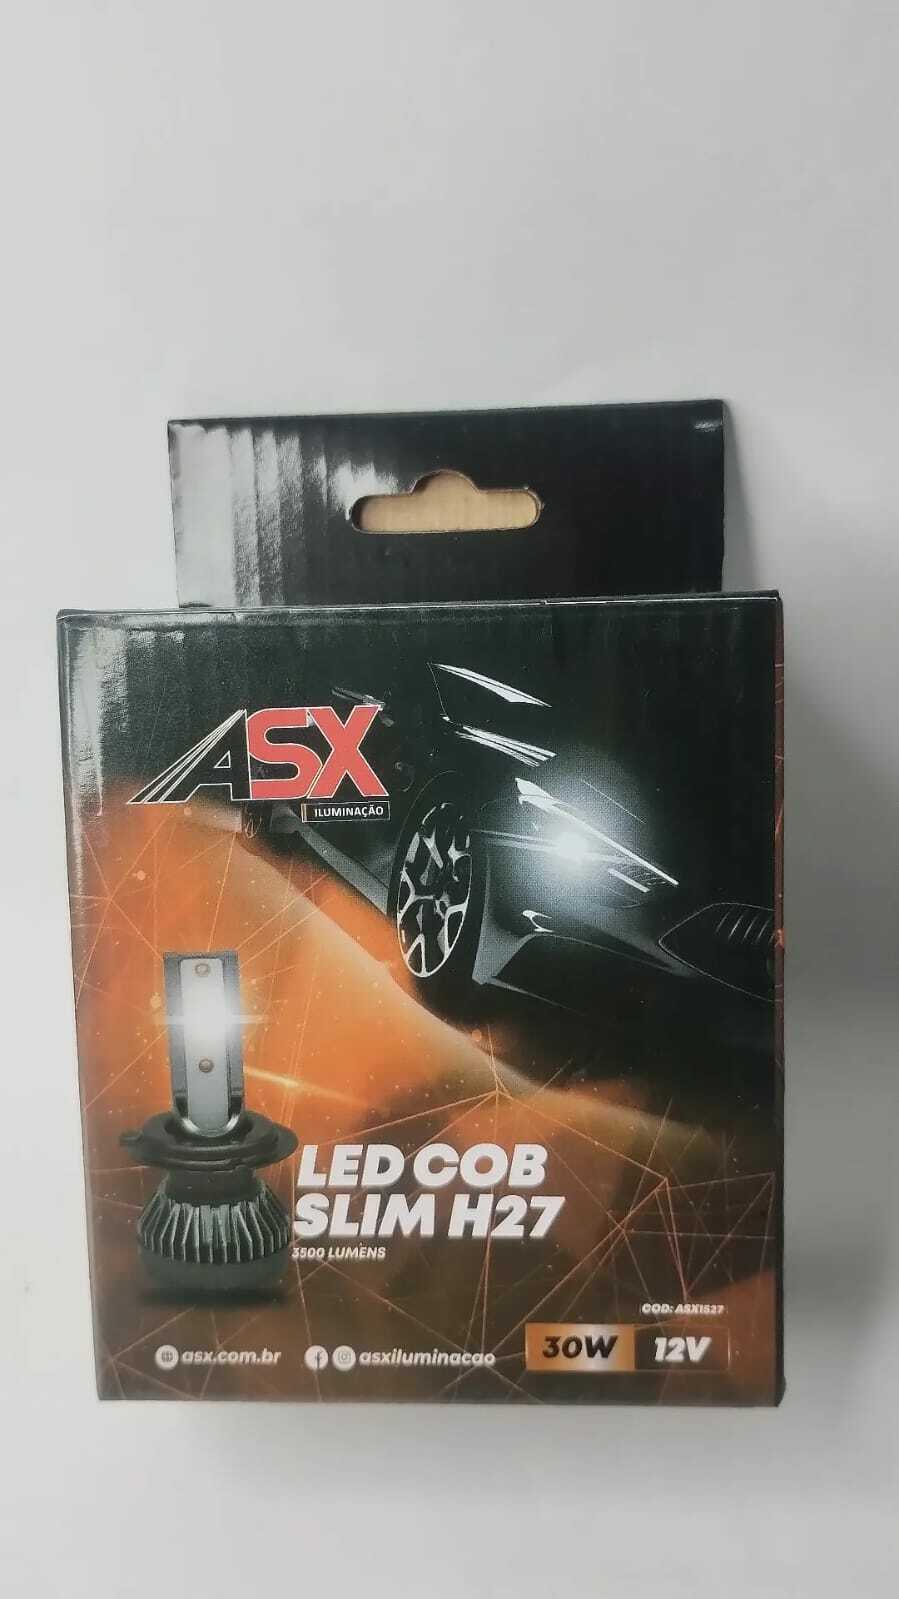 ASX
ILUMINAÇÃO
LED COB
SLIM H27
3500 LUMENS
COD: ASX1527
30W 12V
asx.com.br asxiluminacao